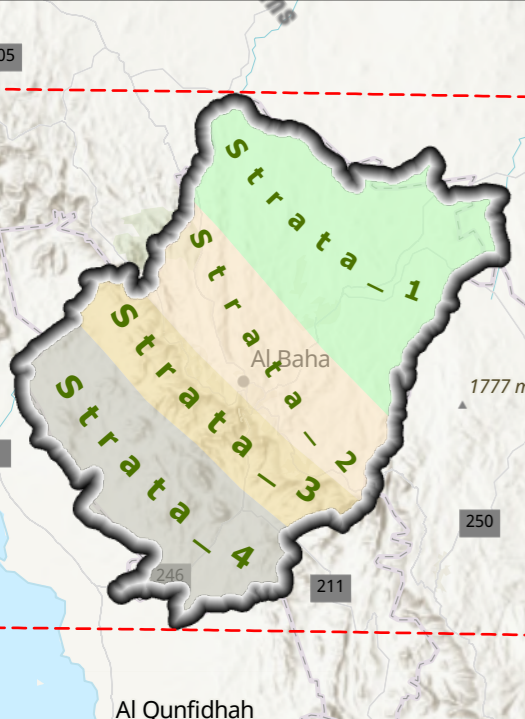 05
Strata_1
Strata_2
Al Baha
1777 m
Strata_3
Strata_4
250
246
211
Al Qunfidhah